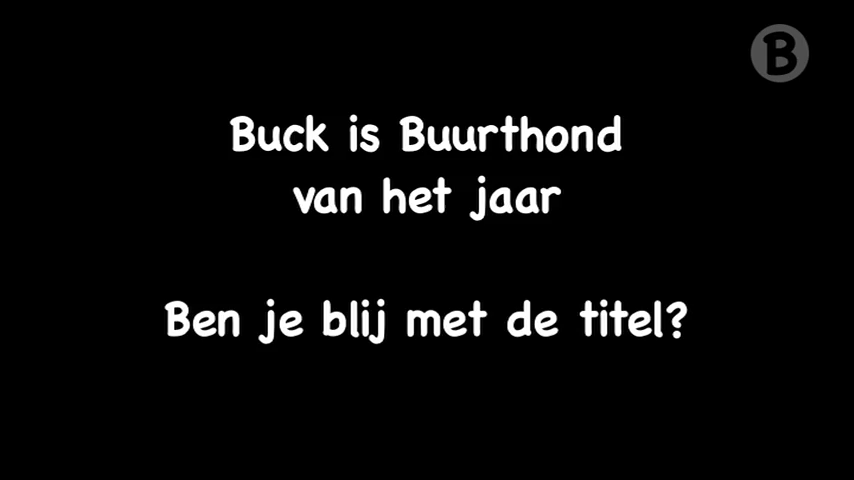 B
Buck is Buurthond
van het jaar
Ben je blij met de titel?